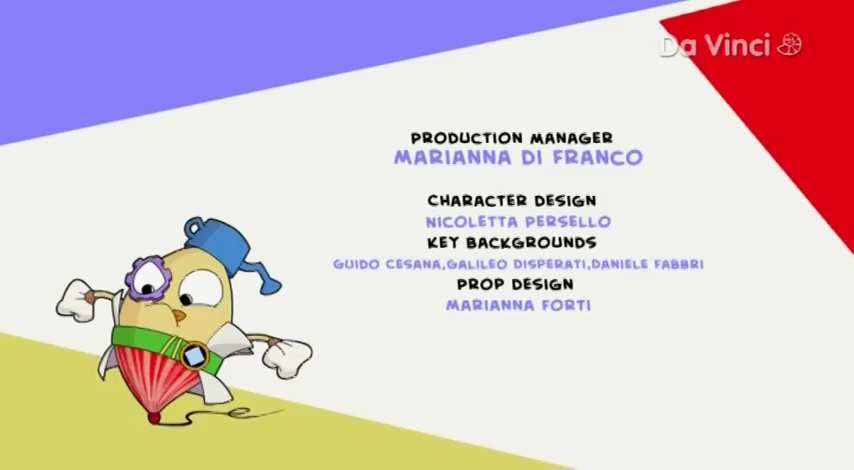 Da Vinci
PRODUCTION MANAGER
MARIANNA DI FRANCO
CHARACTER DESIGN
NICOLETTA PERSELLO
KEY BACKGROUNDS
GUIDO CESANA,GALILEO DISPERATI,DANIELE FABBRI
PROP DESIGN
MARIANNA FORTI